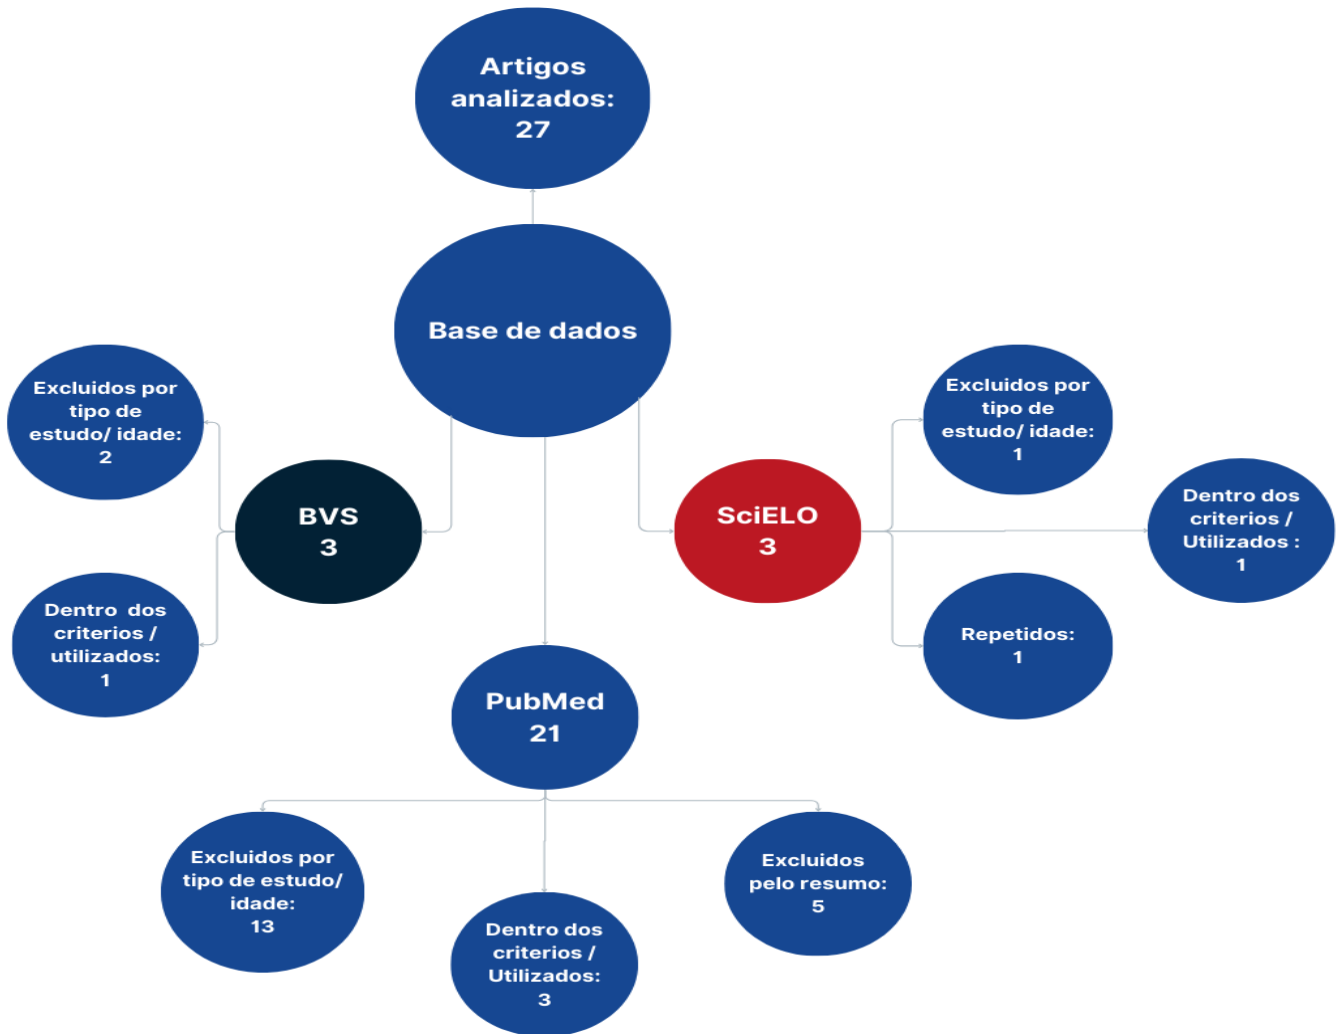 Artigos
analizados:
27
Base de dados
Excluidos por
tipo de
estudo/ idade:
2
BVS
3
Dentro dos
criterios /
utilizados:
1
SciELO
3
Excluidos por
tipo de
estudo/ idade:
1
Dentro dos
criterios /
Utilizados :
1
Repetidos:
1
PubMed
21
Excluidos por
tipo de estudo/
idade:
13
Dentro dos
criterios /
Utilizados:
3
Excluidos
pelo resumo:
5